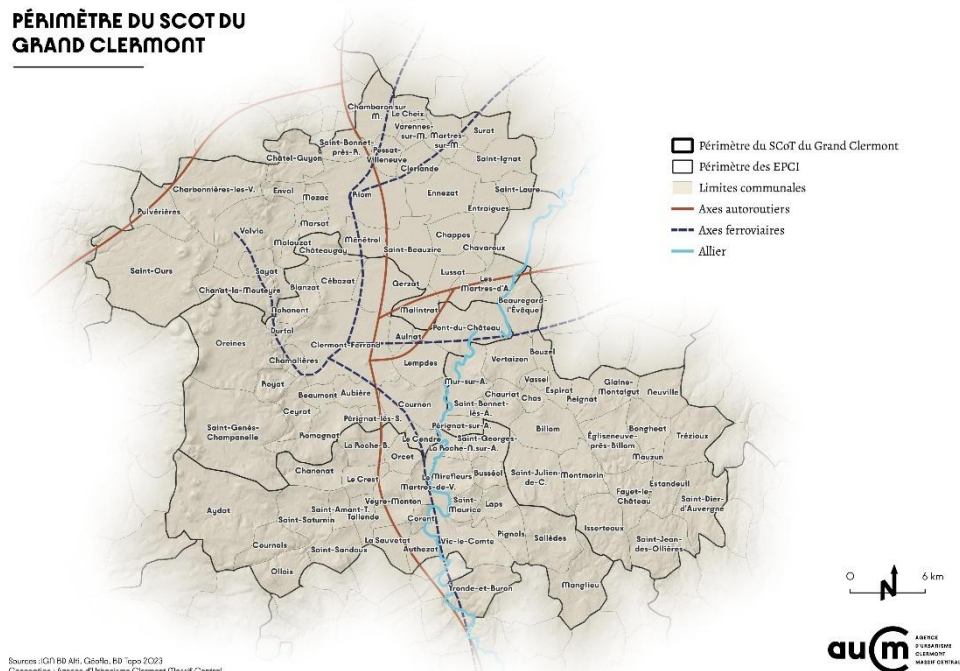 PÉRIMÈTRE DU SCOT DU
GRAND CLERMONT
Périmètre du SCoT du Grand Clermont
Périmètre des EPCI
Limites communales
Axes autoroutiers
Axes ferroviaires
Allier
Chambaron sur
M.
Le Cheix
Varennes-
sur-M.
Martres-
sur-M.
Surat
Saint-Bonnet-
près-R.
Pessat-
Villeneuve
Clerlande
Saint-Ignat
Châtel-Guyon
Charbonnières-les-V.
Enval
Mozac
Riom
Ennezat
Saint-Laure
Pulvérières
Entraigues
Volvic
Marsat
Malauzat
Ménétrol
Châteaugay
Saint-Beauzire
Chappes
Chavaroux
Saint-Ours
Sayat
Chanat-la-Mouteyre
Blanzat
Cébazat
Gerzat
Lussat
Les
Martres-d'A.
Nohanent
Malintrat
Beauregard-
l'Évêque
Durtol
Orcines
Clermont-Ferrand
Aulnat
Pont-du-Château
Chamalières
Lempdes
Vertaizon
Bouzel
Royat
Beaumont
Aubière
Mur-sur-A.
Chauriat
Vassel
Chas
Espirat
Reignat
Glaine-
Montaigut
Neuville
Ceyrat
Cournon
Saint-Bonnet-
lès-A.
Pérignat-lès-S.
Pérignat-sur-A.
Saint-Genès-
Champanelle
Romagnat
Le Cendre
Saint-Georges-
Billom
Égliseneuve-
près-Billom
Bongheat
Trézioux
La Roche-B.
Orcet
La Roche-N.sur-A.
Mauzun
Chanonat
Le Crest
Mirefleurs
Busséol
Saint-Julien-
de-C.
Montmorin
Martres-de-V.
Fayet-le-
Château
Estandeuil
Saint-Dier-
d'Auvergne
Aydat
Saint-Amant-T.
Tallende
Veyre-Monton
Saint-
Maurice
Laps
Saint-Saturnin
Corent
Isserteaux
Saint-Jean-
des-Ollières
Cournols
Saint-Sandoux
La Sauvetat
Authezat
Vic-le-Comte
Pignols
Sallèdes
Olloix
Yronde-et-Buron
Manglieu
0
6 km
N
aucm
AGENCE
D'URBANISME
CLERMONT
MASSIF CENTRAL
Sources : IGN BD Alti, Géofla, BD Topo 2023
Conception : Agence d'Urbanisme Clermont Massif Central